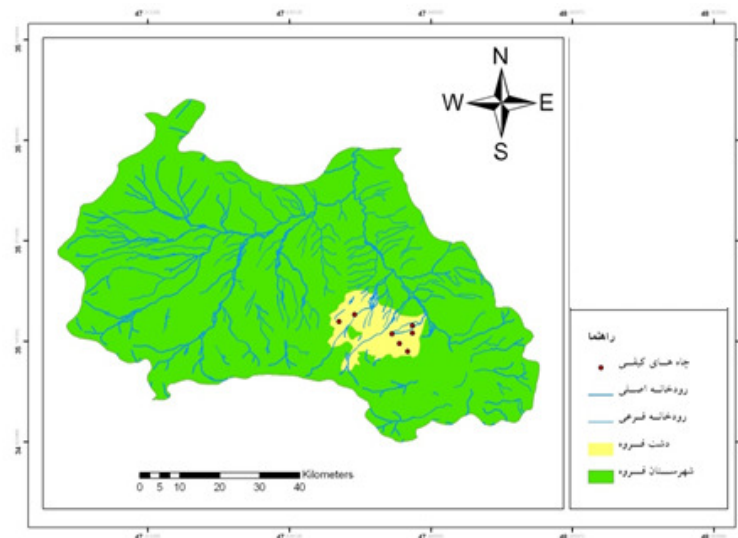 N
W E
S
راهنما
چاه های کیفی
رودخانه اصلی
رودخانه فرعی
دشت قروه
شهرستان قروه
Kilometers
0 5 10 20 30 40